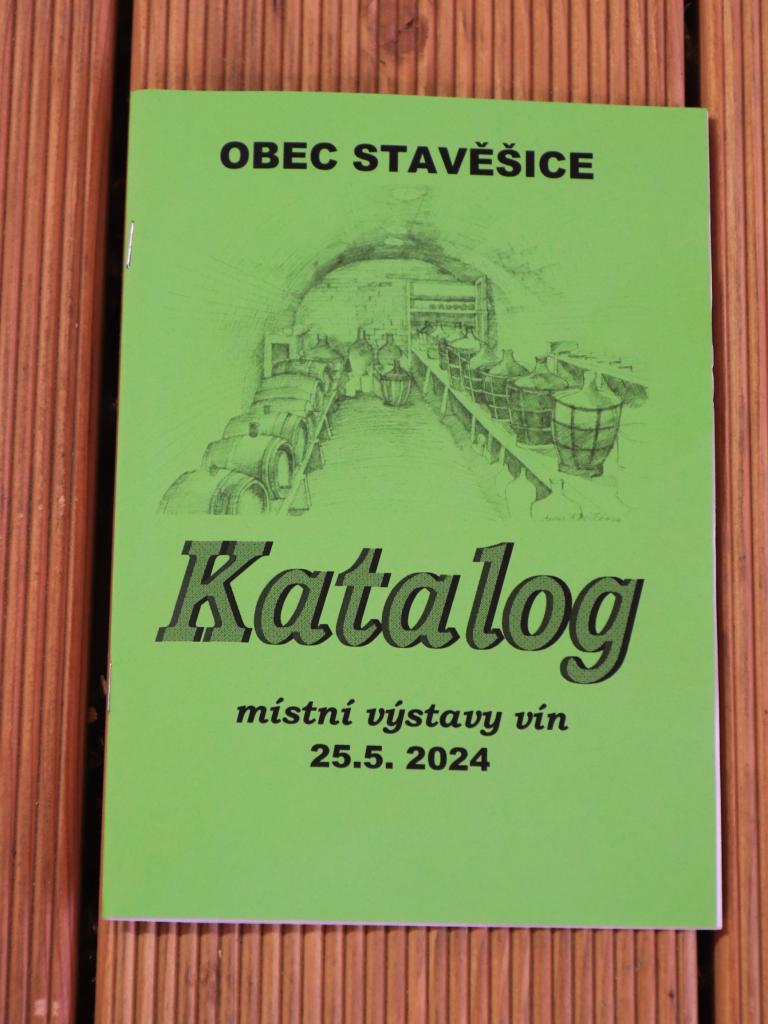 OBEC STAVĚŠICE
Katalog
místní výstavy vín
25.5. 2024